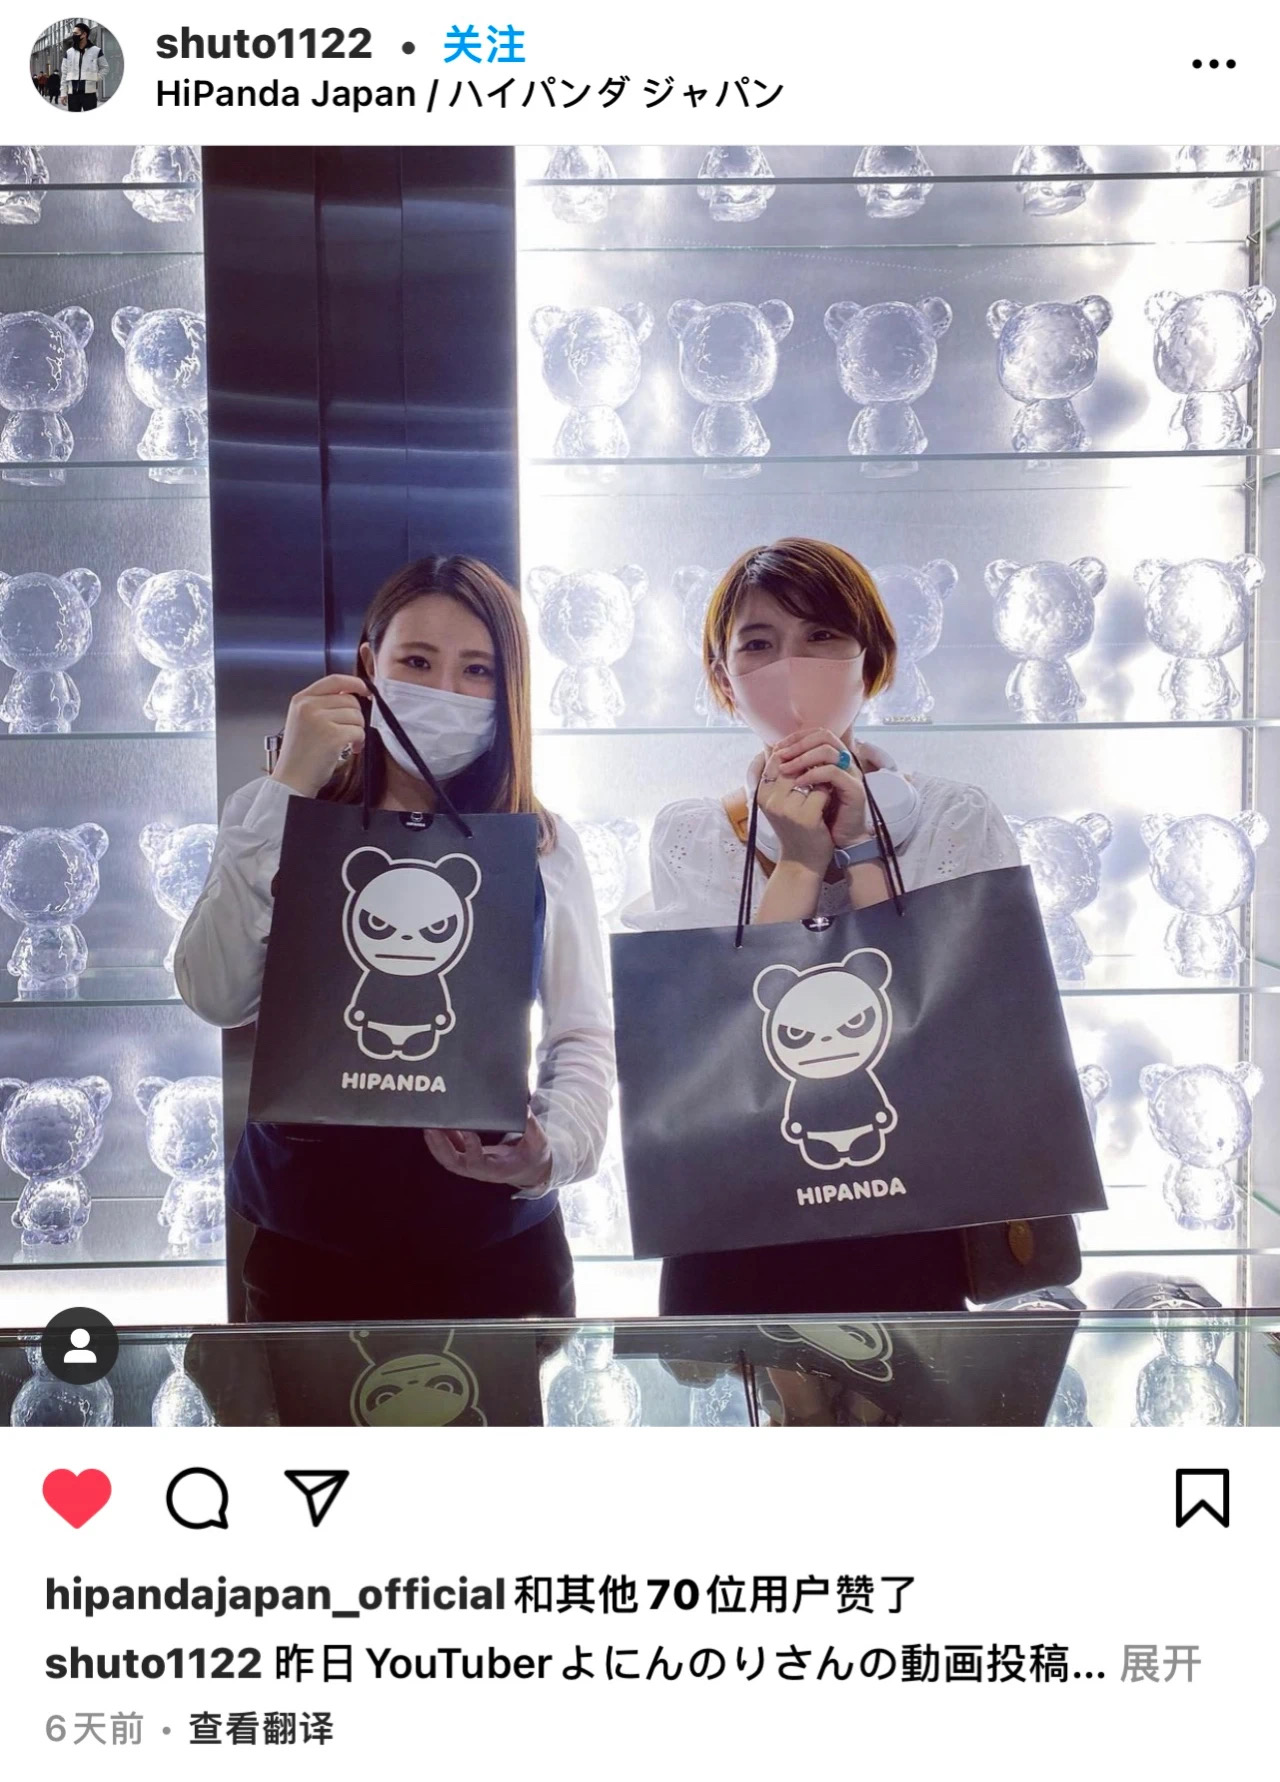 shuto1122 • 关注
HiPanda Japan / ハイパンダ ジャパン
HIPANDA
HIPANDA
hipandajapan_official 和其他 70 位用户赞了
shuto1122 昨日 YouTuber よにんのりさんの動画投稿... 展开
6 天前 • 查看翻译